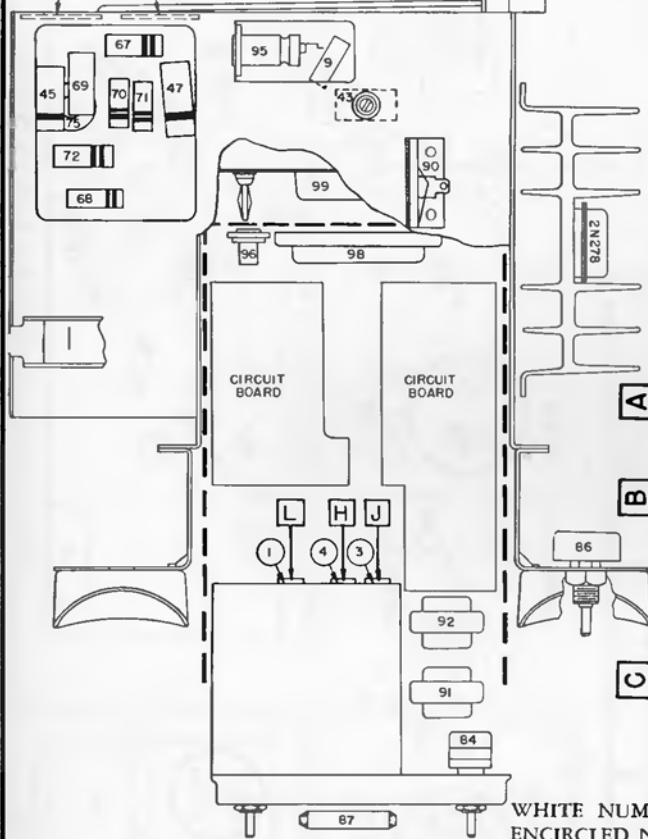 67
95
9
45
69
70
71
47
43
75
72
90
68
99
2N278
96
98
1
CIRCUIT
BOARD
CIRCUIT
BOARD
A
L
H
J
B
1
4
3
86
92
C
91
84
87
WHITE NUM
ENCIRCLED N